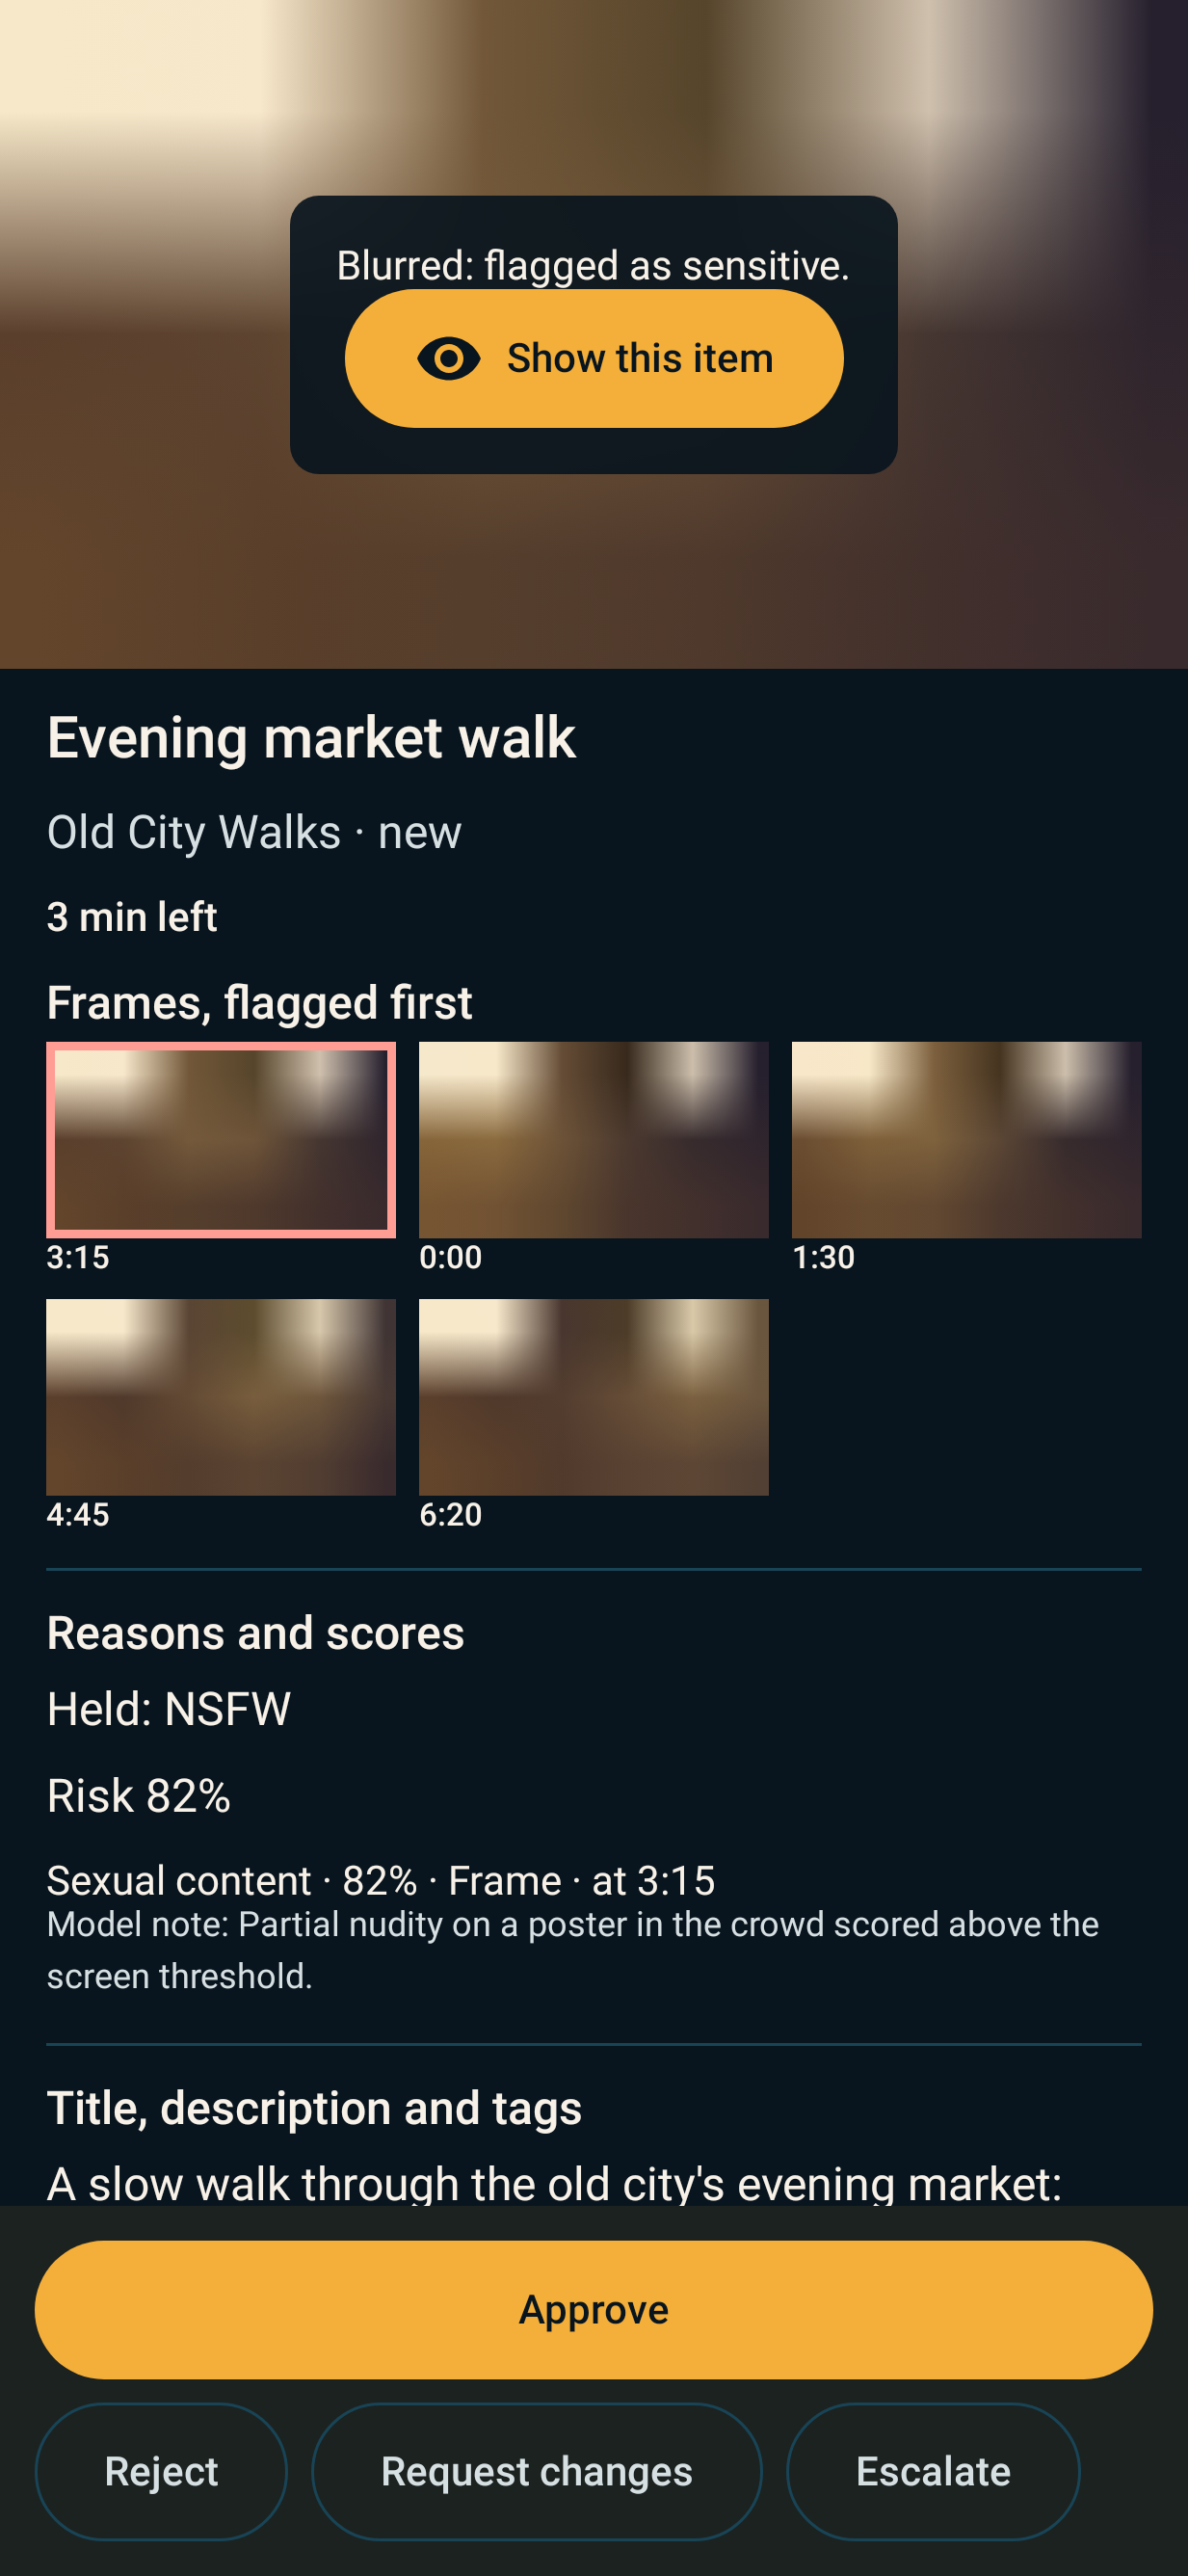 Blurred: flagged as sensitive.
Show this item
Evening market walk
Old City Walks · new
3 min left
Frames, flagged first
3:15
0:00
1:30
4:45
6:20
Reasons and scores
Held: NSFW
Risk 82%
Sexual content · 82% · Frame · at 3:15
Model note: Partial nudity on a poster in the crowd scored above the
screen threshold.
Title, description and tags
A slow walk through the old city's evening market:
Approve
Reject
Request changes
Escalate